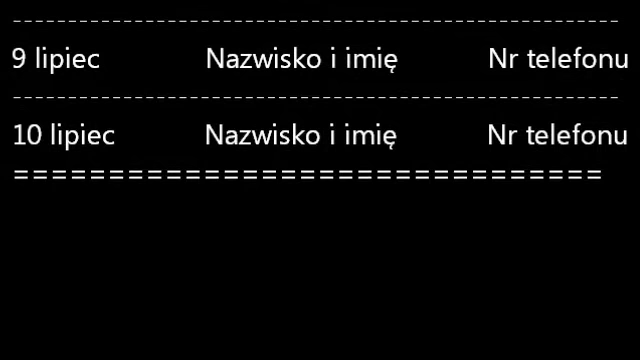 ------------------------------------------------------
9 lipiec Nazwisko i imię Nr telefonu
------------------------------------------------------
10 lipiec Nazwisko i imię Nr telefonu
===============================